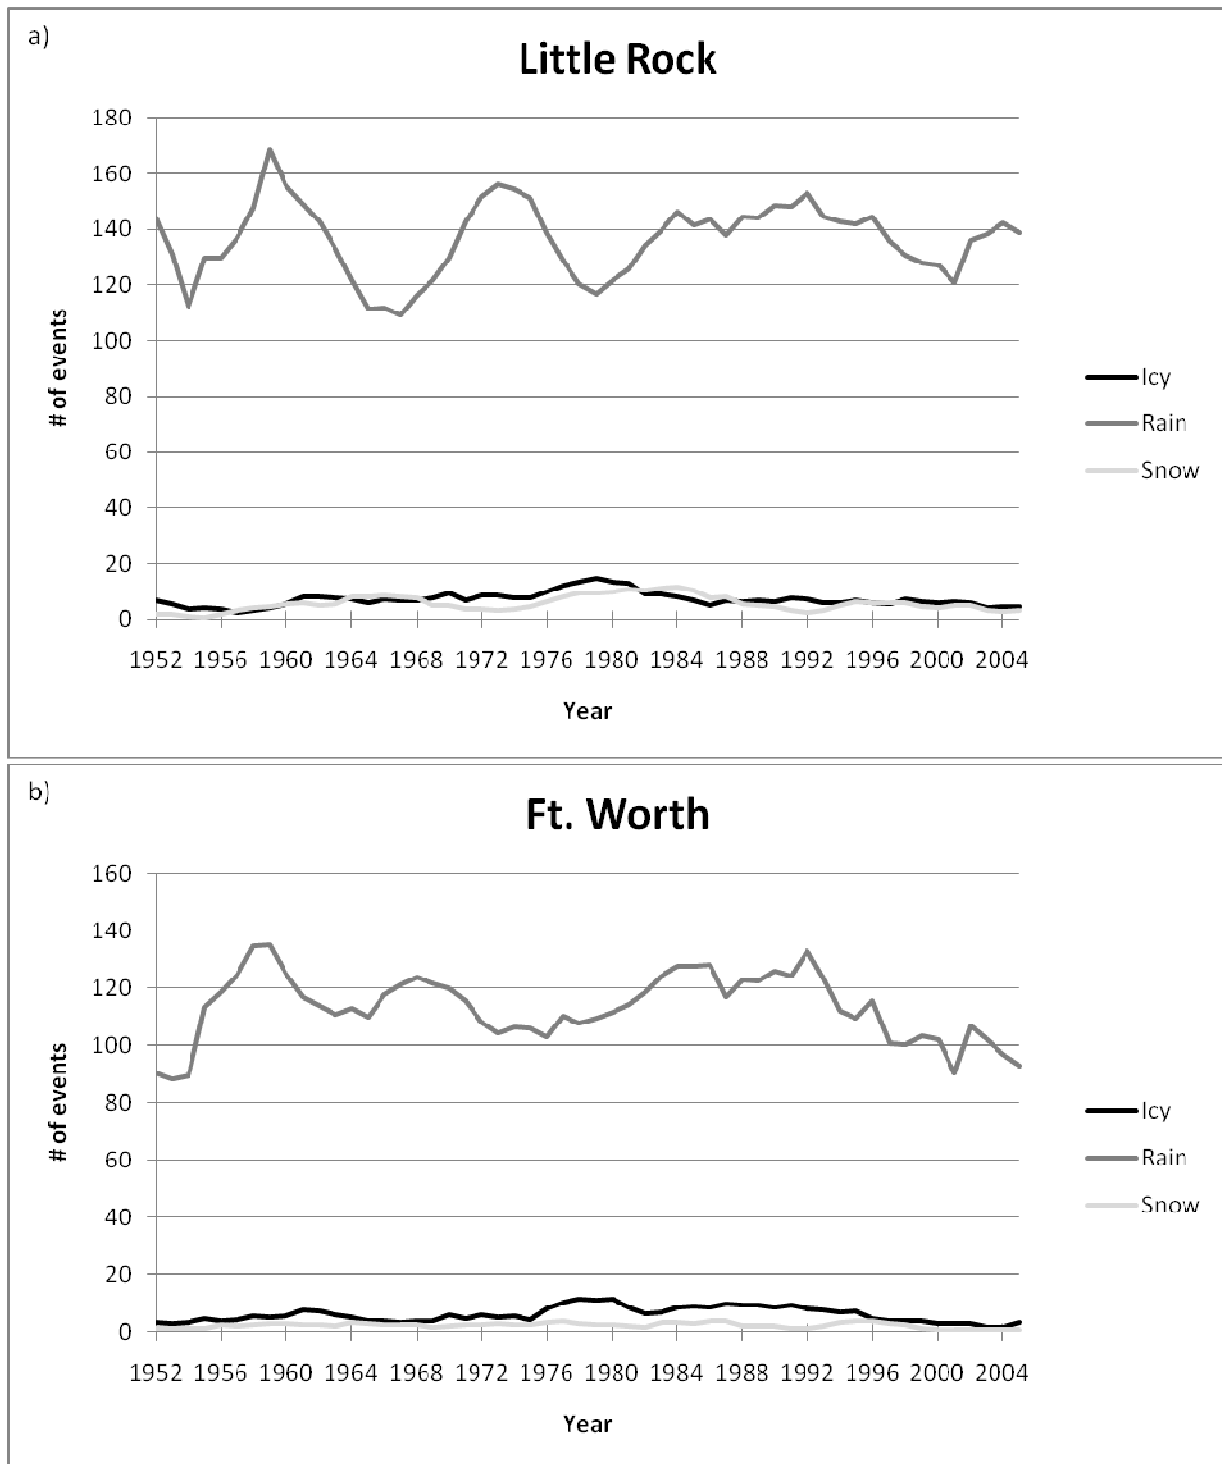 a)
Little Rock
180
160
140
120
100
80
60
40
20
0
# of events
1952 1956 1960 1964 1968 1972 1976 1980 1984 1988 1992 1996 2000 2004
Year
Icy
Rain
Snow
b)
Ft. Worth
160
140
120
100
80
60
40
20
0
# of events
1952 1956 1960 1964 1968 1972 1976 1980 1984 1988 1992 1996 2000 2004
Year
Icy
Rain
Snow